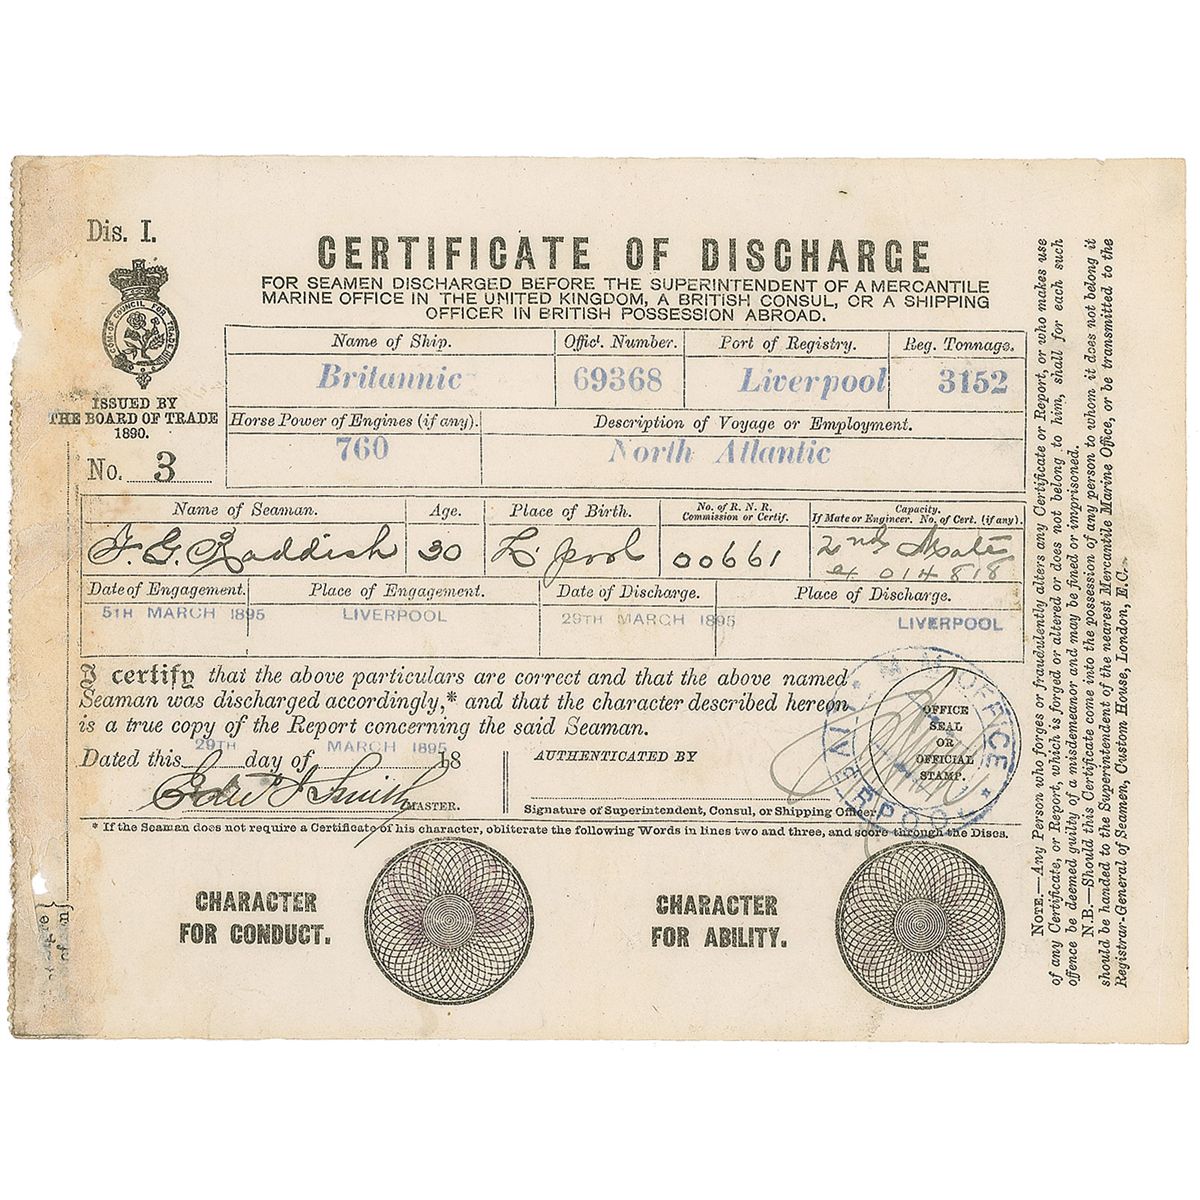 Dis. I.
CERTIFICATE OF DISCHARGE
FOR SEAMEN DISCHARGED BEFORE THE SUPERINTENDENT OF A MERCANTILE
MARINE OFFICE IN THE UNITED KINGDOM, A BRITISH CONSUL, OR A SHIPPING
OFFICER IN BRITISH POSSESSION ABROAD.
COM: OF COUNCIL FOR TRADE
ISSUED BY
THE BOARD OF TRADE
1890.
No. 3
Name of Ship. Offic'. Number. Port of Registry. Reg. Tonnage.
Britannic 69368 Liverpool 3152
Horse Power of Engines (if any). Description of Voyage or Employment.
760 North Atlantic
Name of Seaman. Age. Place of Birth. No. of R. N. R. Commission or Certif. Capacity. If Mate or Engineer. No. of Cert. (if any).
F. G. Raddish 30 L'pool 00661 2nd Mate
014818
Date of Engagement. Place of Engagement. Date of Discharge. Place of Discharge.
5TH MARCH 1895 LIVERPOOL 29TH MARCH 1895 LIVERPOOL
I certify that the above particulars are correct and that the above named
Seaman was discharged accordingly,* and that the character described hereon
is a true copy of the Report concerning the said Seaman.
Dated this 29TH day of MARCH 1895 18
Edw J Smith MASTER.
AUTHENTICATED BY
Signature of Superintendent, Consul, or Shipping Officer.
OFFICE
SEAL
OR
OFFICIAL
STAMP.
M M OFFICE * LIVERPOOL *
* If the Seaman does not require a Certificate of his character, obliterate the following Words in lines two and three, and score through the Discs.
CHARACTER
FOR CONDUCT.
CHARACTER
FOR ABILITY.
NOTE.—Any Person who forges or fraudulently alters any Certificate or Report, or who makes use
of any Certificate, or Report, which is forged or altered or does not belong to him, shall for each such
offence be deemed guilty of a misdemeanor and may be fined or imprisoned.
N.B.—Should this Certificate come into the possession of any person to whom it does not belong it
should be handed to the Superintendent of the nearest Mercantile Marine Office, or be transmitted to the
Registrar-General of Seamen, Custom House, London, E.C.